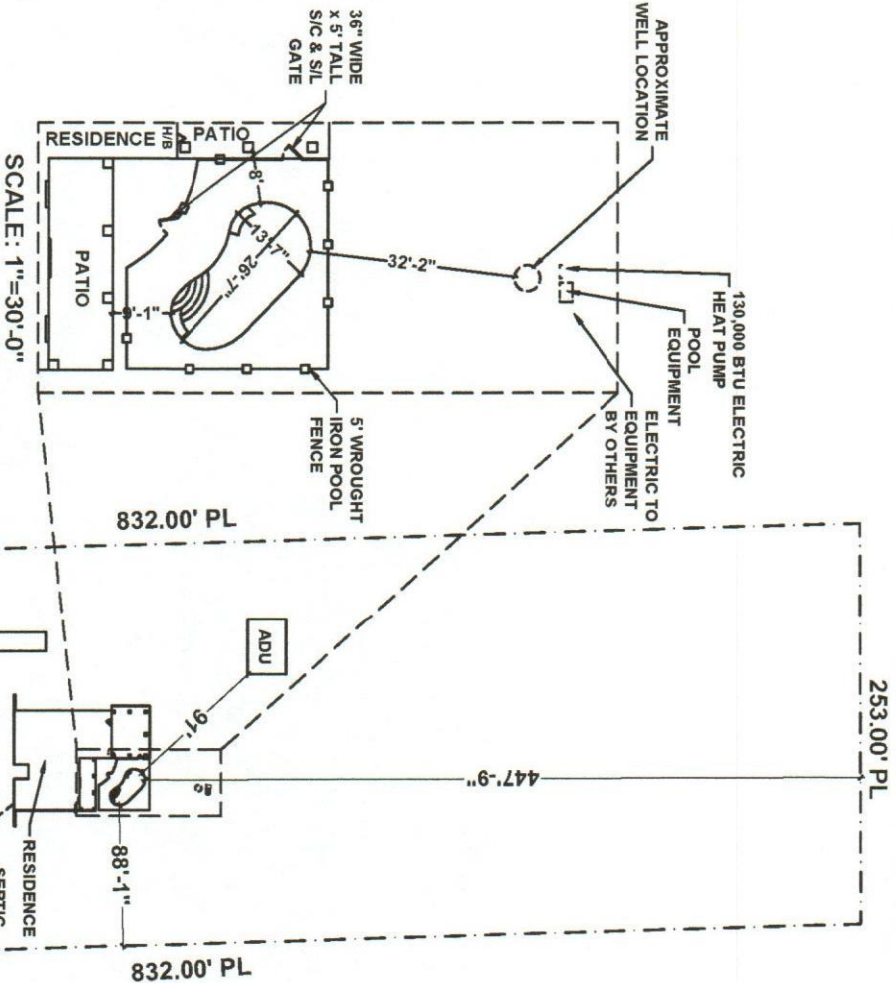 APPROXIMATE
WELL LOCATION
130,000 BTU ELECTRIC
HEAT PUMP
POOL
EQUIPMENT
ELECTRIC TO
EQUIPMENT
BY OTHERS
36" WIDE
x 5' TALL
S/C & S/L
GATE
RESIDENCE
H/B
PATIO
8'
13'-7"
26'-7"
32'-2"
PATIO
9'-1"
5' WROUGHT
IRON POOL
FENCE
SCALE: 1"=30'-0"
832.00' PL
253.00' PL
ADU
91'
447'-9"
88'-1"
RESIDENCE
832.00' PL